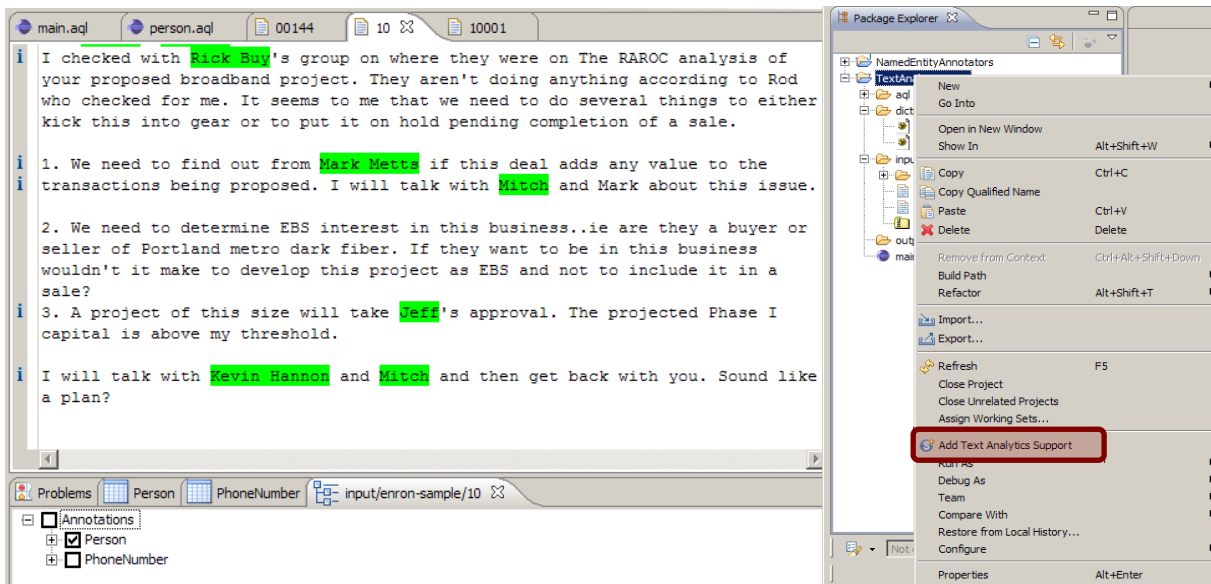 main.aql
person.aql
00144
10
10001
I checked with Rick Buy's group on where they were on The RAROC analysis of
your proposed broadband project. They aren't doing anything according to Rod
who checked for me. It seems to me that we need to do several things to either
kick this into gear or to put it on hold pending completion of a sale.
1. We need to find out from Mark Metts if this deal adds any value to the
transactions being proposed. I will talk with Mitch and Mark about this issue.
2. We need to determine EBS interest in this business..ie are they a buyer or
seller of Portland metro dark fiber. If they want to be in this business
wouldn't it make to develop this project as EBS and not to include it in a
sale?
3. A project of this size will take Jeff's approval. The projected Phase I
capital is above my threshold.
I will talk with Kevin Hannon and Mitch and then get back with you. Sound like
a plan?
Problems
Person
PhoneNumber
input/enron-sample/10
Annotations
Person
PhoneNumber
Package Explorer
NamedEntityAnnotators
TextAn
aql
dict
inpu
outp
main
New
Go Into
Open in New Window
Show In Alt+Shift+W
Copy Ctrl+C
Copy Qualified Name
Paste Ctrl+V
Delete Delete
Remove from Context Ctrl+Alt+Shift+Down
Build Path
Refactor Alt+Shift+T
Import...
Export...
Refresh F5
Close Project
Close Unrelated Projects
Assign Working Sets...
Add Text Analytics Support
Run As
Debug As
Team
Compare With
Restore from Local History...
Configure
Properties Alt+Enter
Not